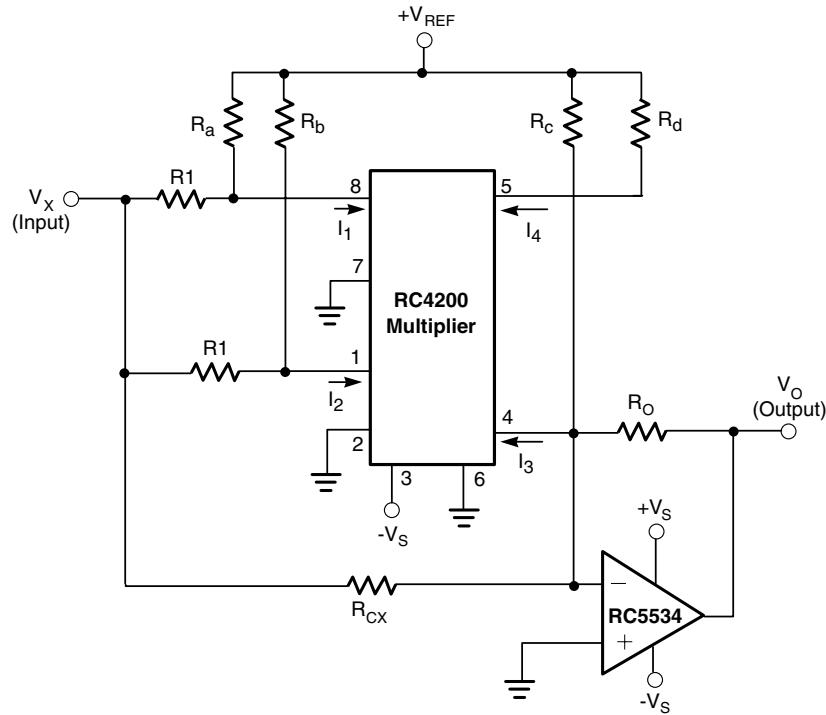 +VREF
Ra
Rb
Rc
Rd
R1
VX
(Input)
8
5
I1
I4
7
RC4200
Multiplier
R1
1
I2
VO
(Output)
RO
4
2
I3
3
6
-VS
+VS
RCX
−
RC5534
+
-VS